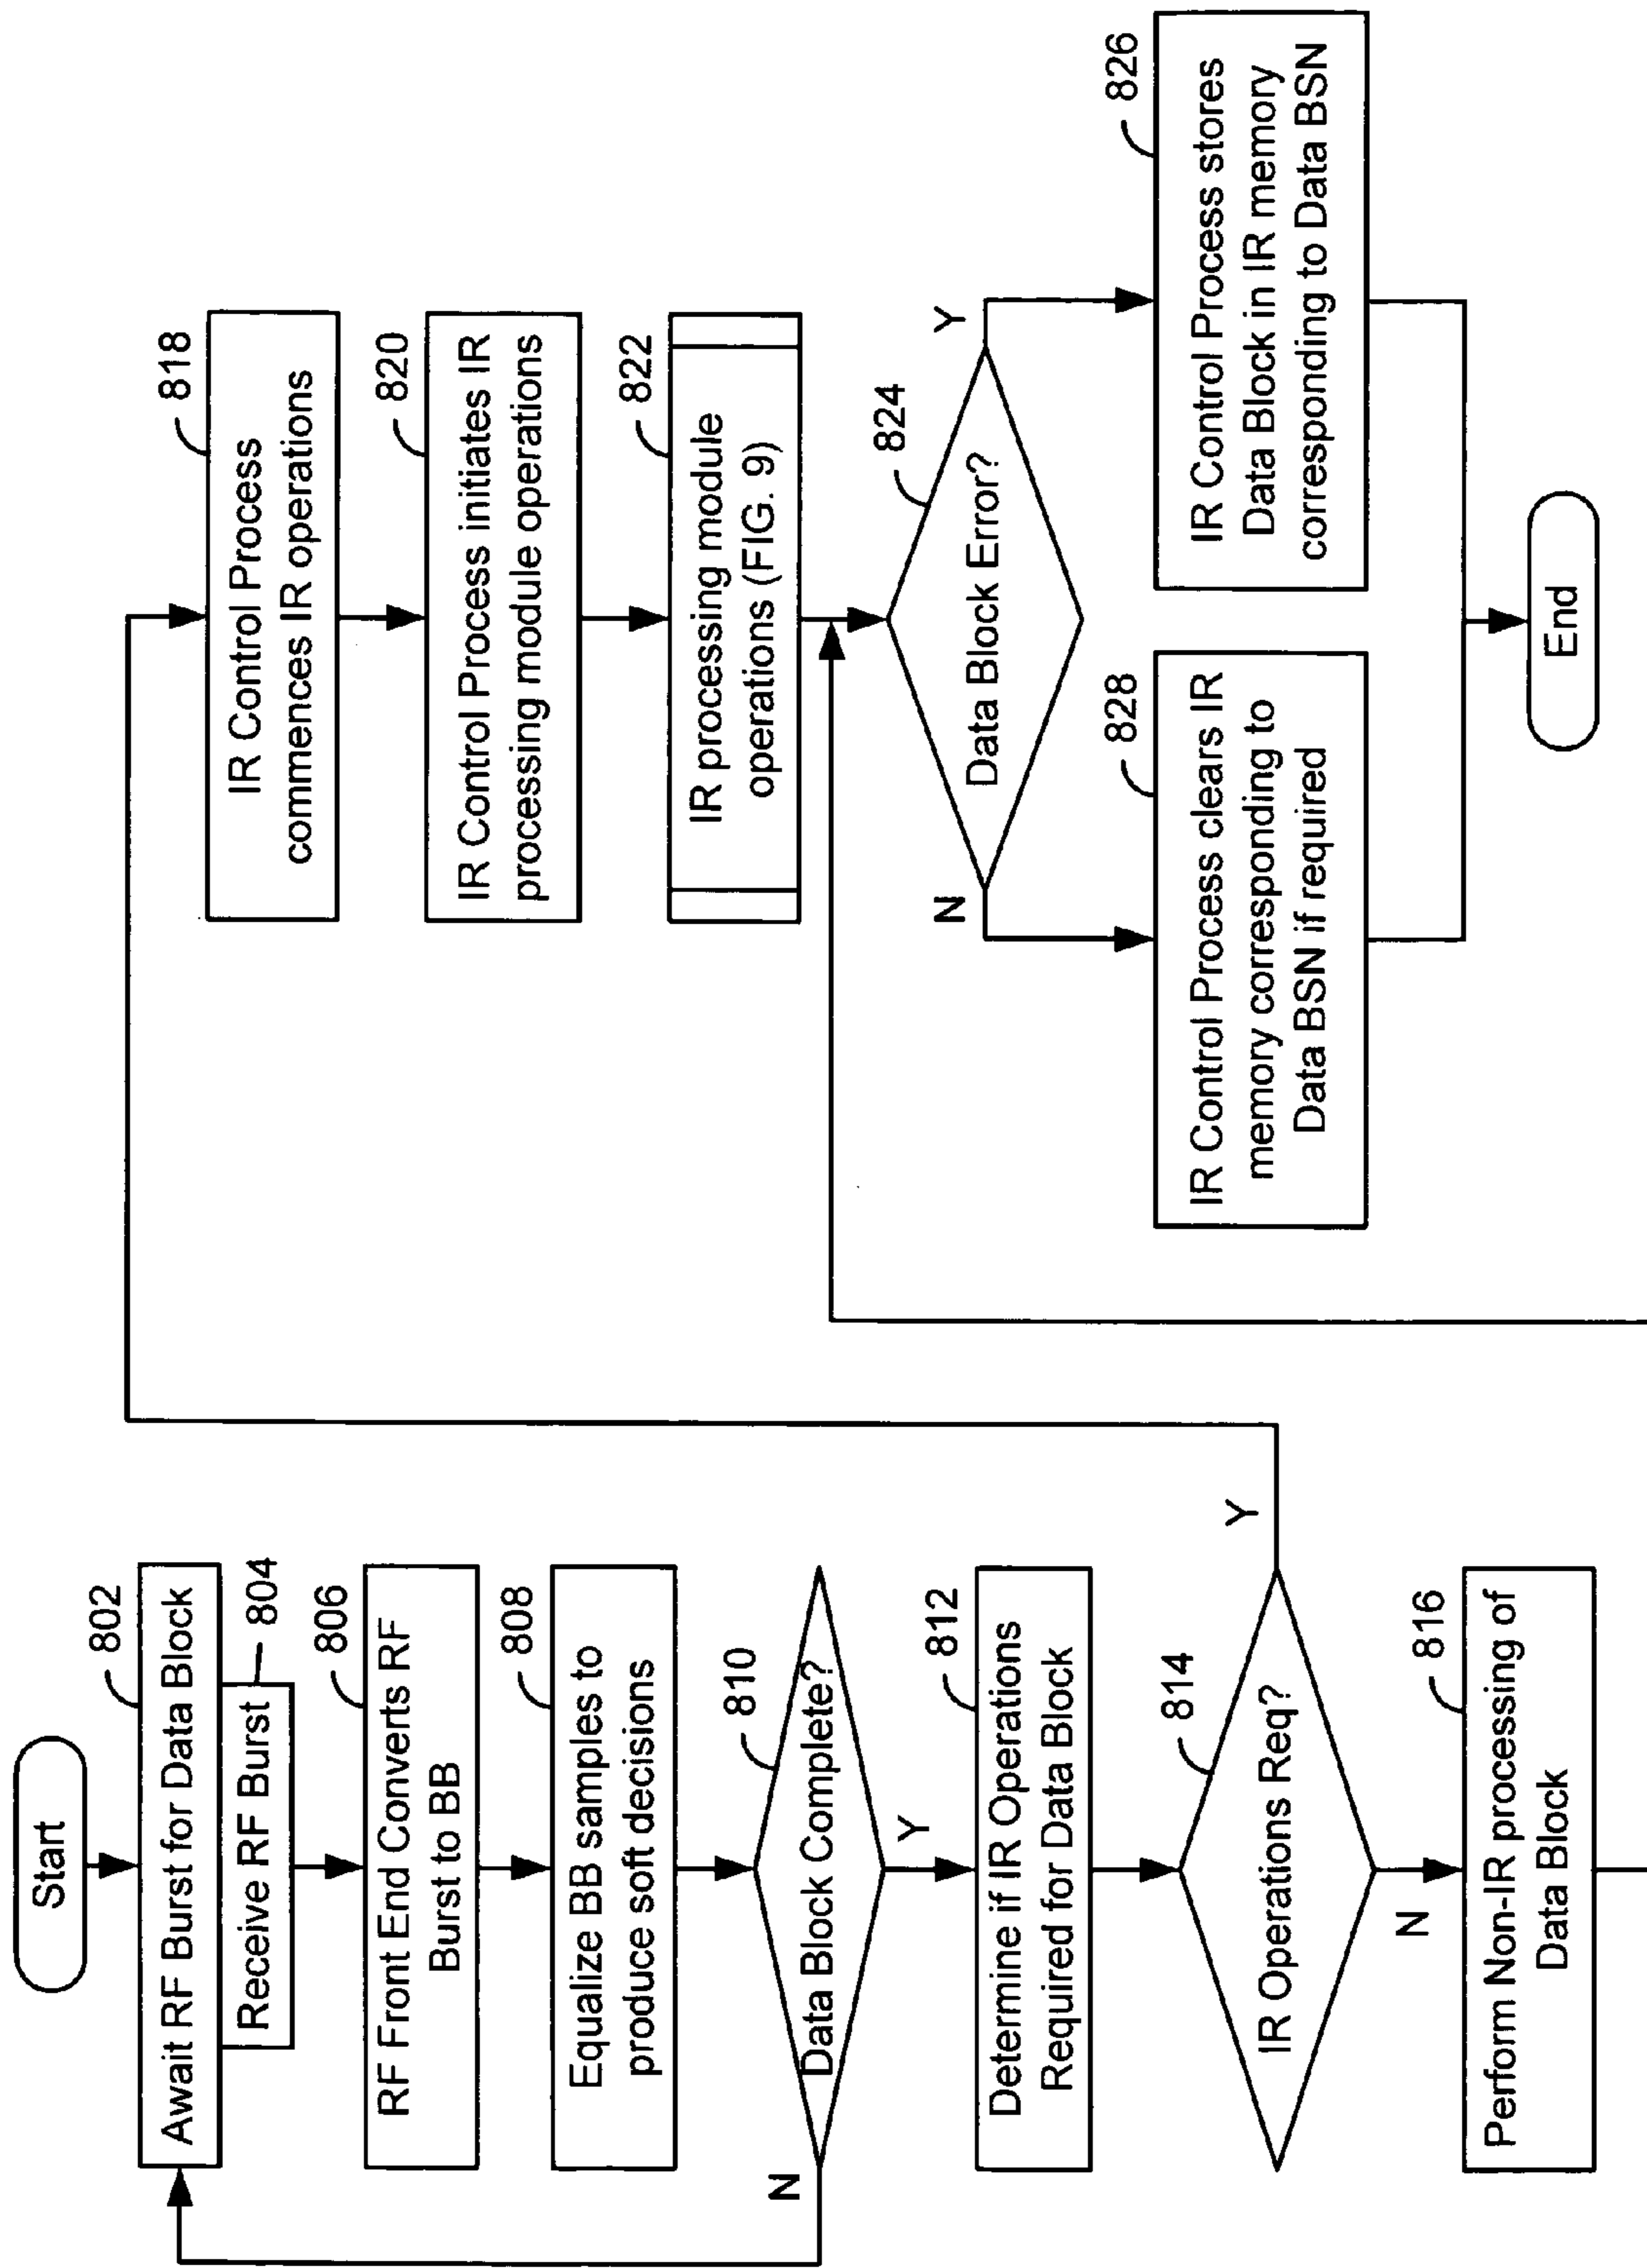 Start
802
Await RF Burst for Data Block
804
Receive RF Burst
806
RF Front End Converts RF
Burst to BB
808
Equalize BB samples to
produce soft decisions
810
Data Block Complete?
N
Y
812
Determine if IR Operations
Required for Data Block
814
IR Operations Req?
Y
N
816
Perform Non-IR processing of
Data Block
818
IR Control Process
commences IR operations
820
IR Control Process initiates IR
processing module operations
822
IR processing module
operations (FIG. 9)
824
Data Block Error?
N
Y
828
IR Control Process clears IR
memory corresponding to
Data BSN if required
826
IR Control Process stores
Data Block in IR memory
corresponding to Data BSN
End